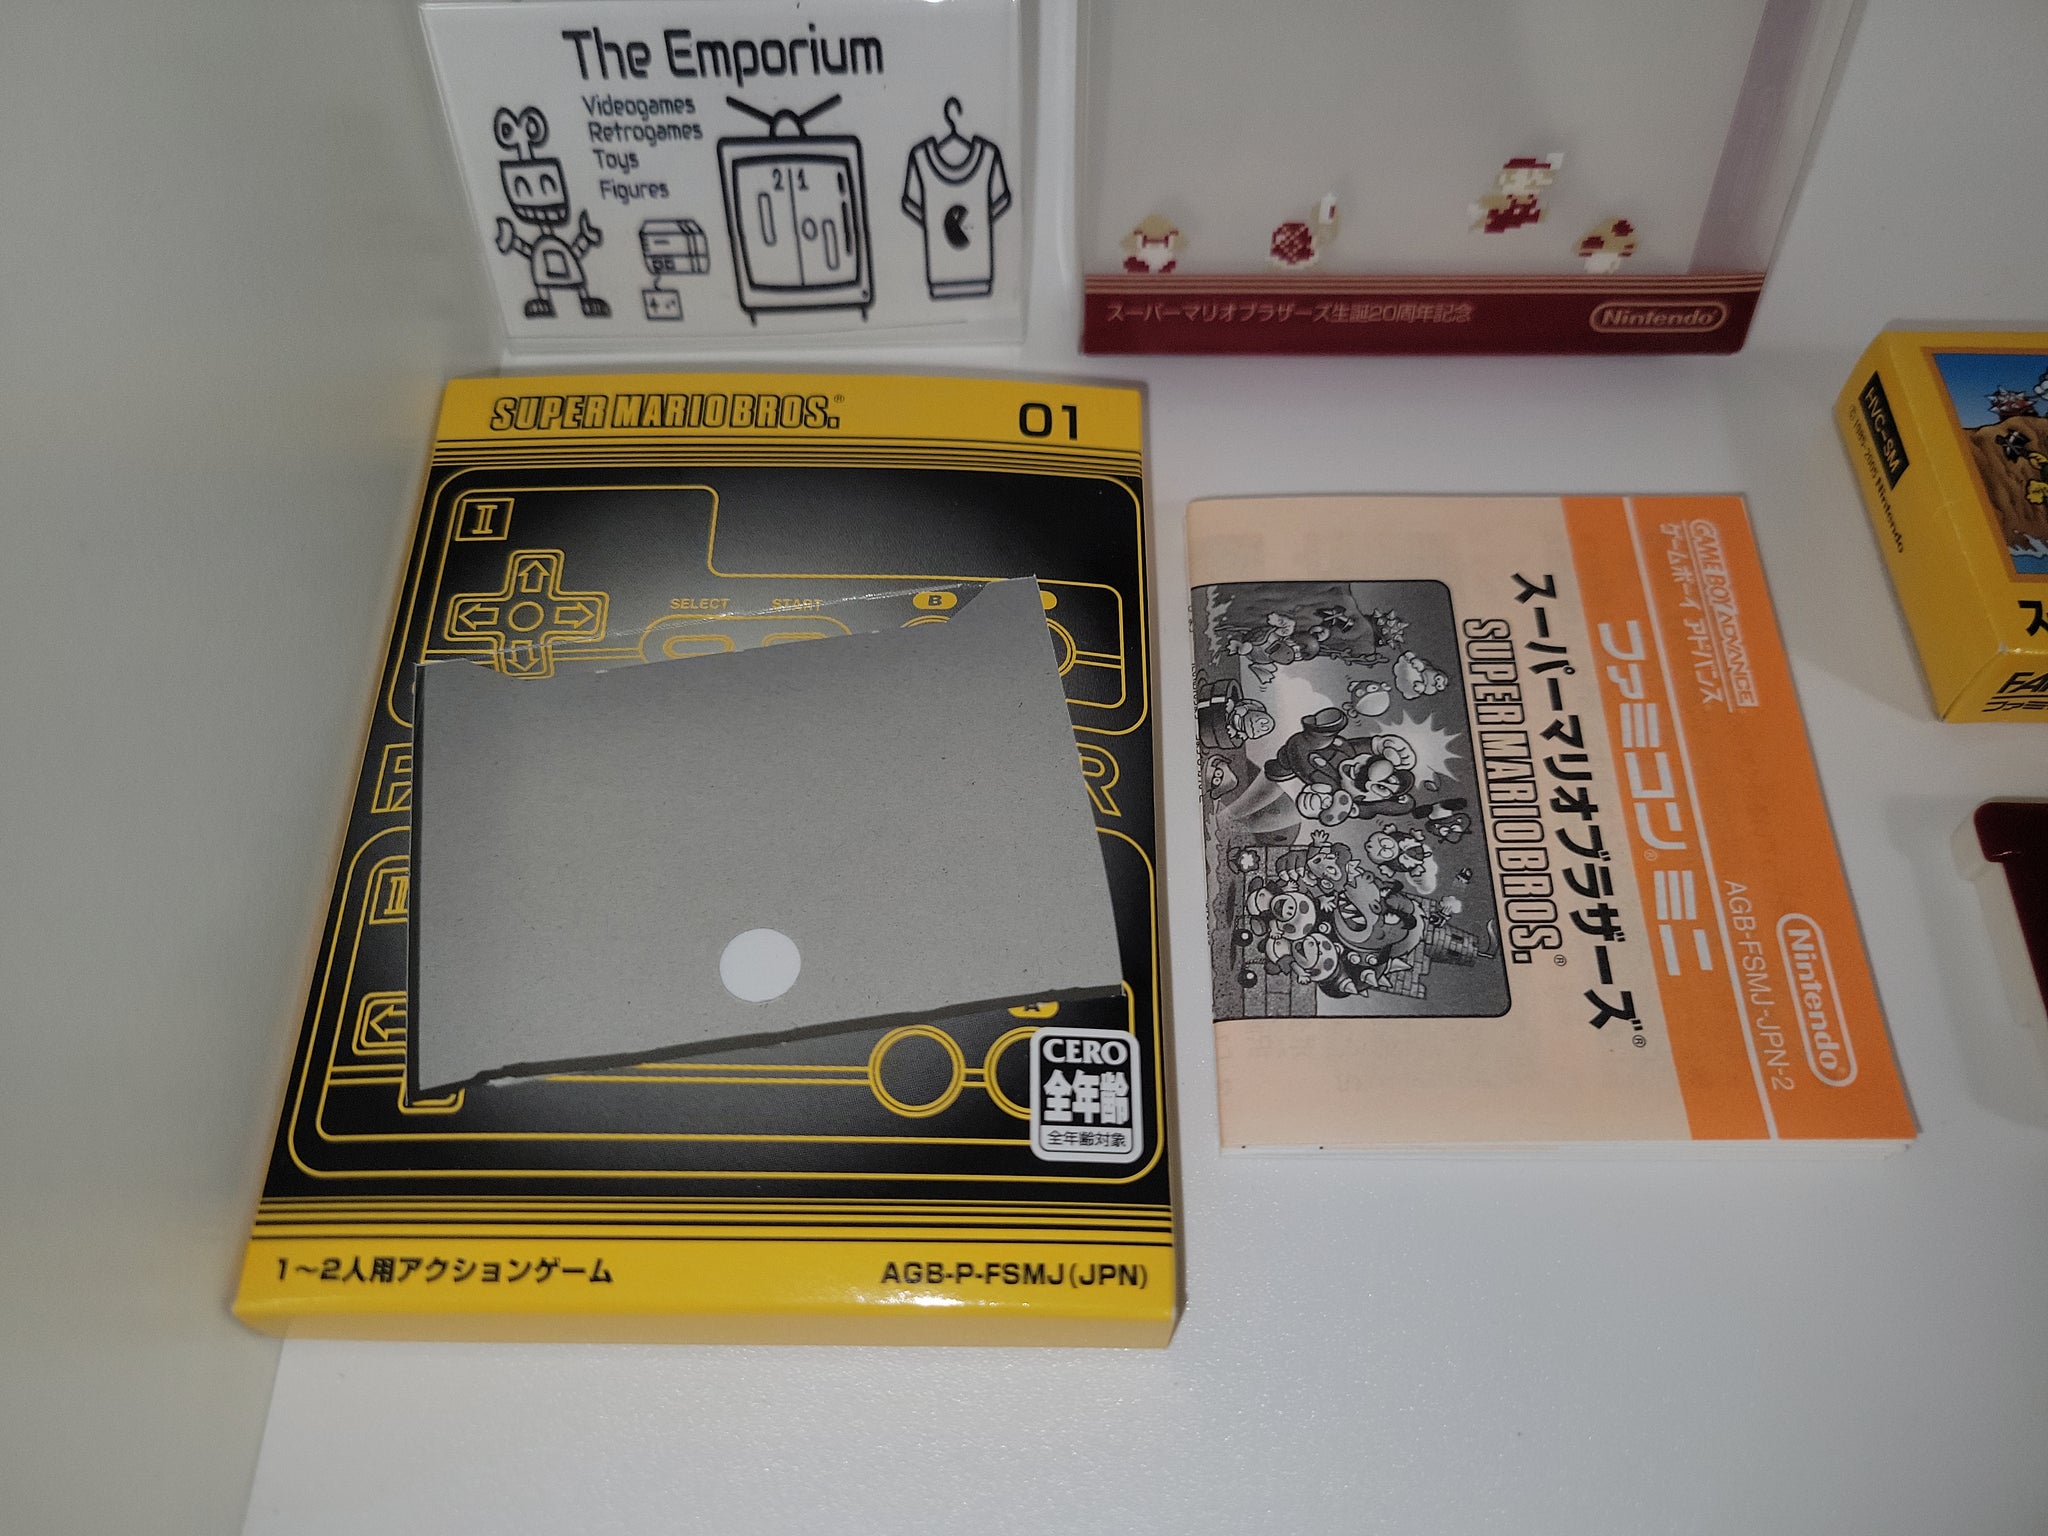 The Emporium
Videogames
Retrogames
Toys
Figures
21
スーパーマリオブラザーズ生誕20周年記念
Nintendo
SUPER MARIO BROS.®
01
II
SELECT
START
B
A
CERO
全年齢
全年齢対象
1〜2人用アクションゲーム
AGB-P-FSMJ(JPN)
GAME BOY ADVANCE
ゲームボーイアドバンス
ファミコン®ミニ
スーパーマリオブラザーズ®
SUPER MARIO BROS.®
AGB-FSMJ-JPN-2
Nintendo®
HVC-SM
©1985-2005 Nintendo